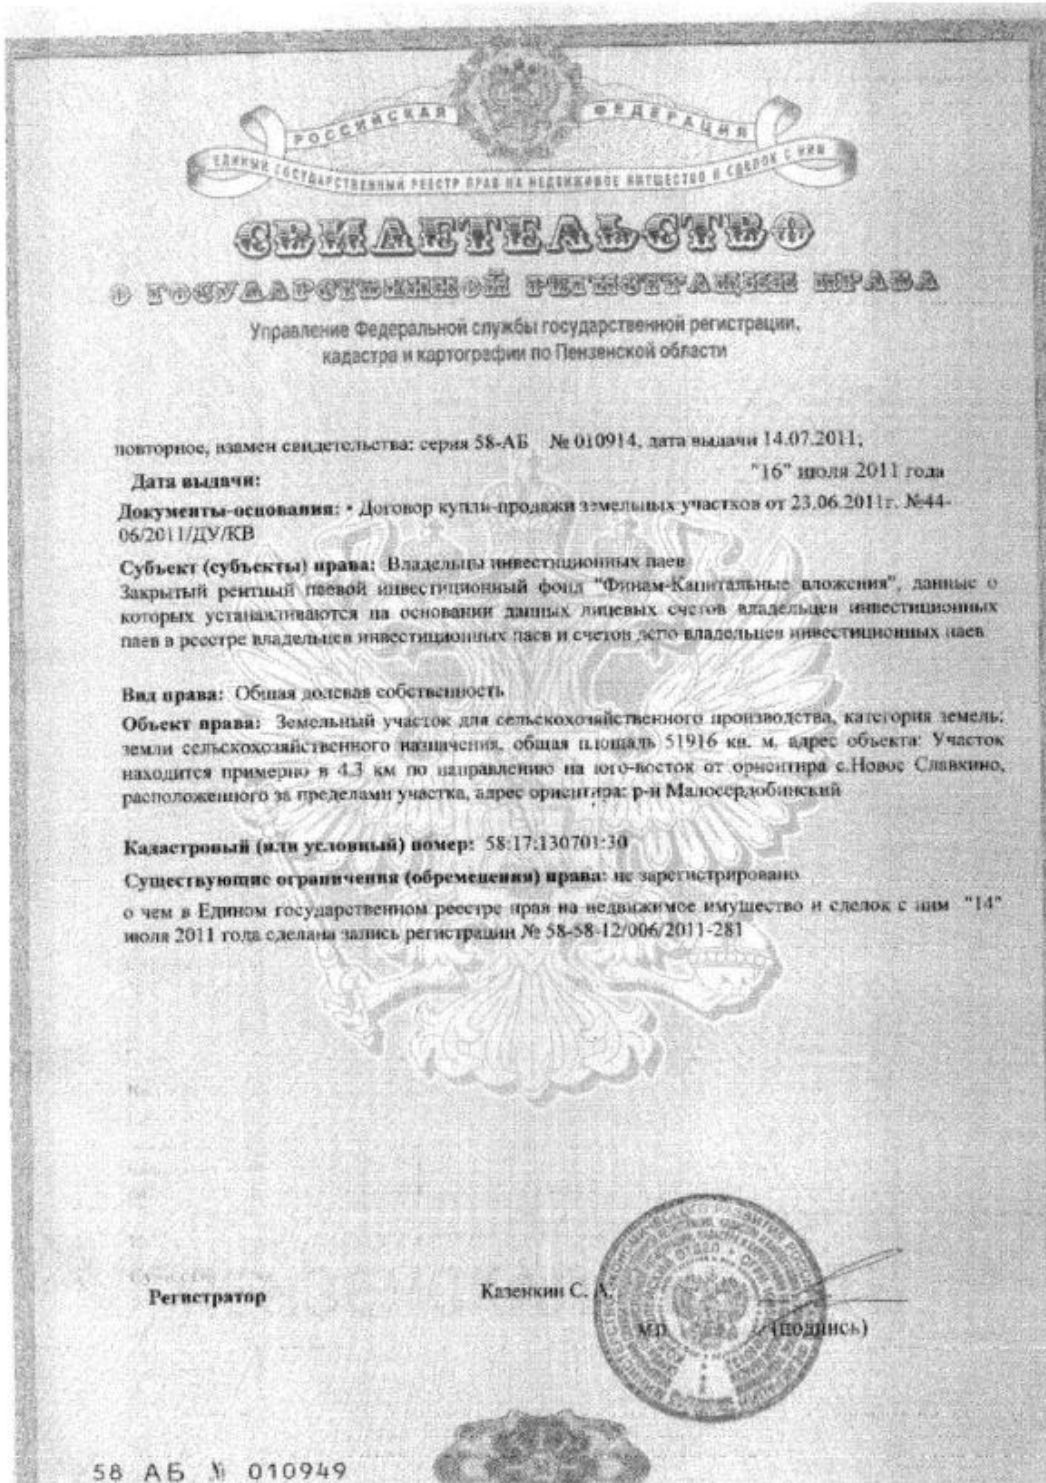 РОССИЙСКАЯ ФЕДЕРАЦИЯ
ЕДИНЫЙ ГОСУДАРСТВЕННЫЙ РЕЕСТР ПРАВ НА НЕДВИЖИМОЕ ИМУЩЕСТВО И СДЕЛОК С НИМ
СВИДЕТЕЛЬСТВО
О ГОСУДАРСТВЕННОЙ РЕГИСТРАЦИИ ПРАВА
Управление Федеральной службы государственной регистрации,
кадастра и картографии по Пензенской области
повторное, взамен свидетельства: серия 58-АБ № 010914, дата выдачи 14.07.2011;
Дата выдачи: "16" июля 2011 года
Документы-основания: • Договор купли-продажи земельных участков от 23.06.2011г. №44-
06/2011/ДУ/КВ
Субъект (субъекты) права: Владельцы инвестиционных паев
Закрытый рентный паевой инвестиционный фонд "Финам-Капитальные вложения", данные о
которых устанавливаются на основании данных лицевых счетов владельцев инвестиционных
паев в реестре владельцев инвестиционных паев и счетов депо владельцев инвестиционных паев
Вид права: Общая долевая собственность
Объект права: Земельный участок для сельскохозяйственного производства, категория земель:
земли сельскохозяйственного назначения, общая площадь 51916 кв. м, адрес объекта: Участок
находится примерно в 4.3 км по направлению на юго-восток от ориентира с.Новое Славкино,
расположенного за пределами участка, адрес ориентира: р-н Малосердобинский
Кадастровый (или условный) номер: 58:17:130701:30
Существующие ограничения (обременения) права: не зарегистрировано
о чем в Едином государственном реестре прав на недвижимое имущество и сделок с ним "14"
июля 2011 года сделана запись регистрации № 58-58-12/006/2011-281
Регистратор Казенкин С. А.
м.п. (подпись)
58 АБ № 010949